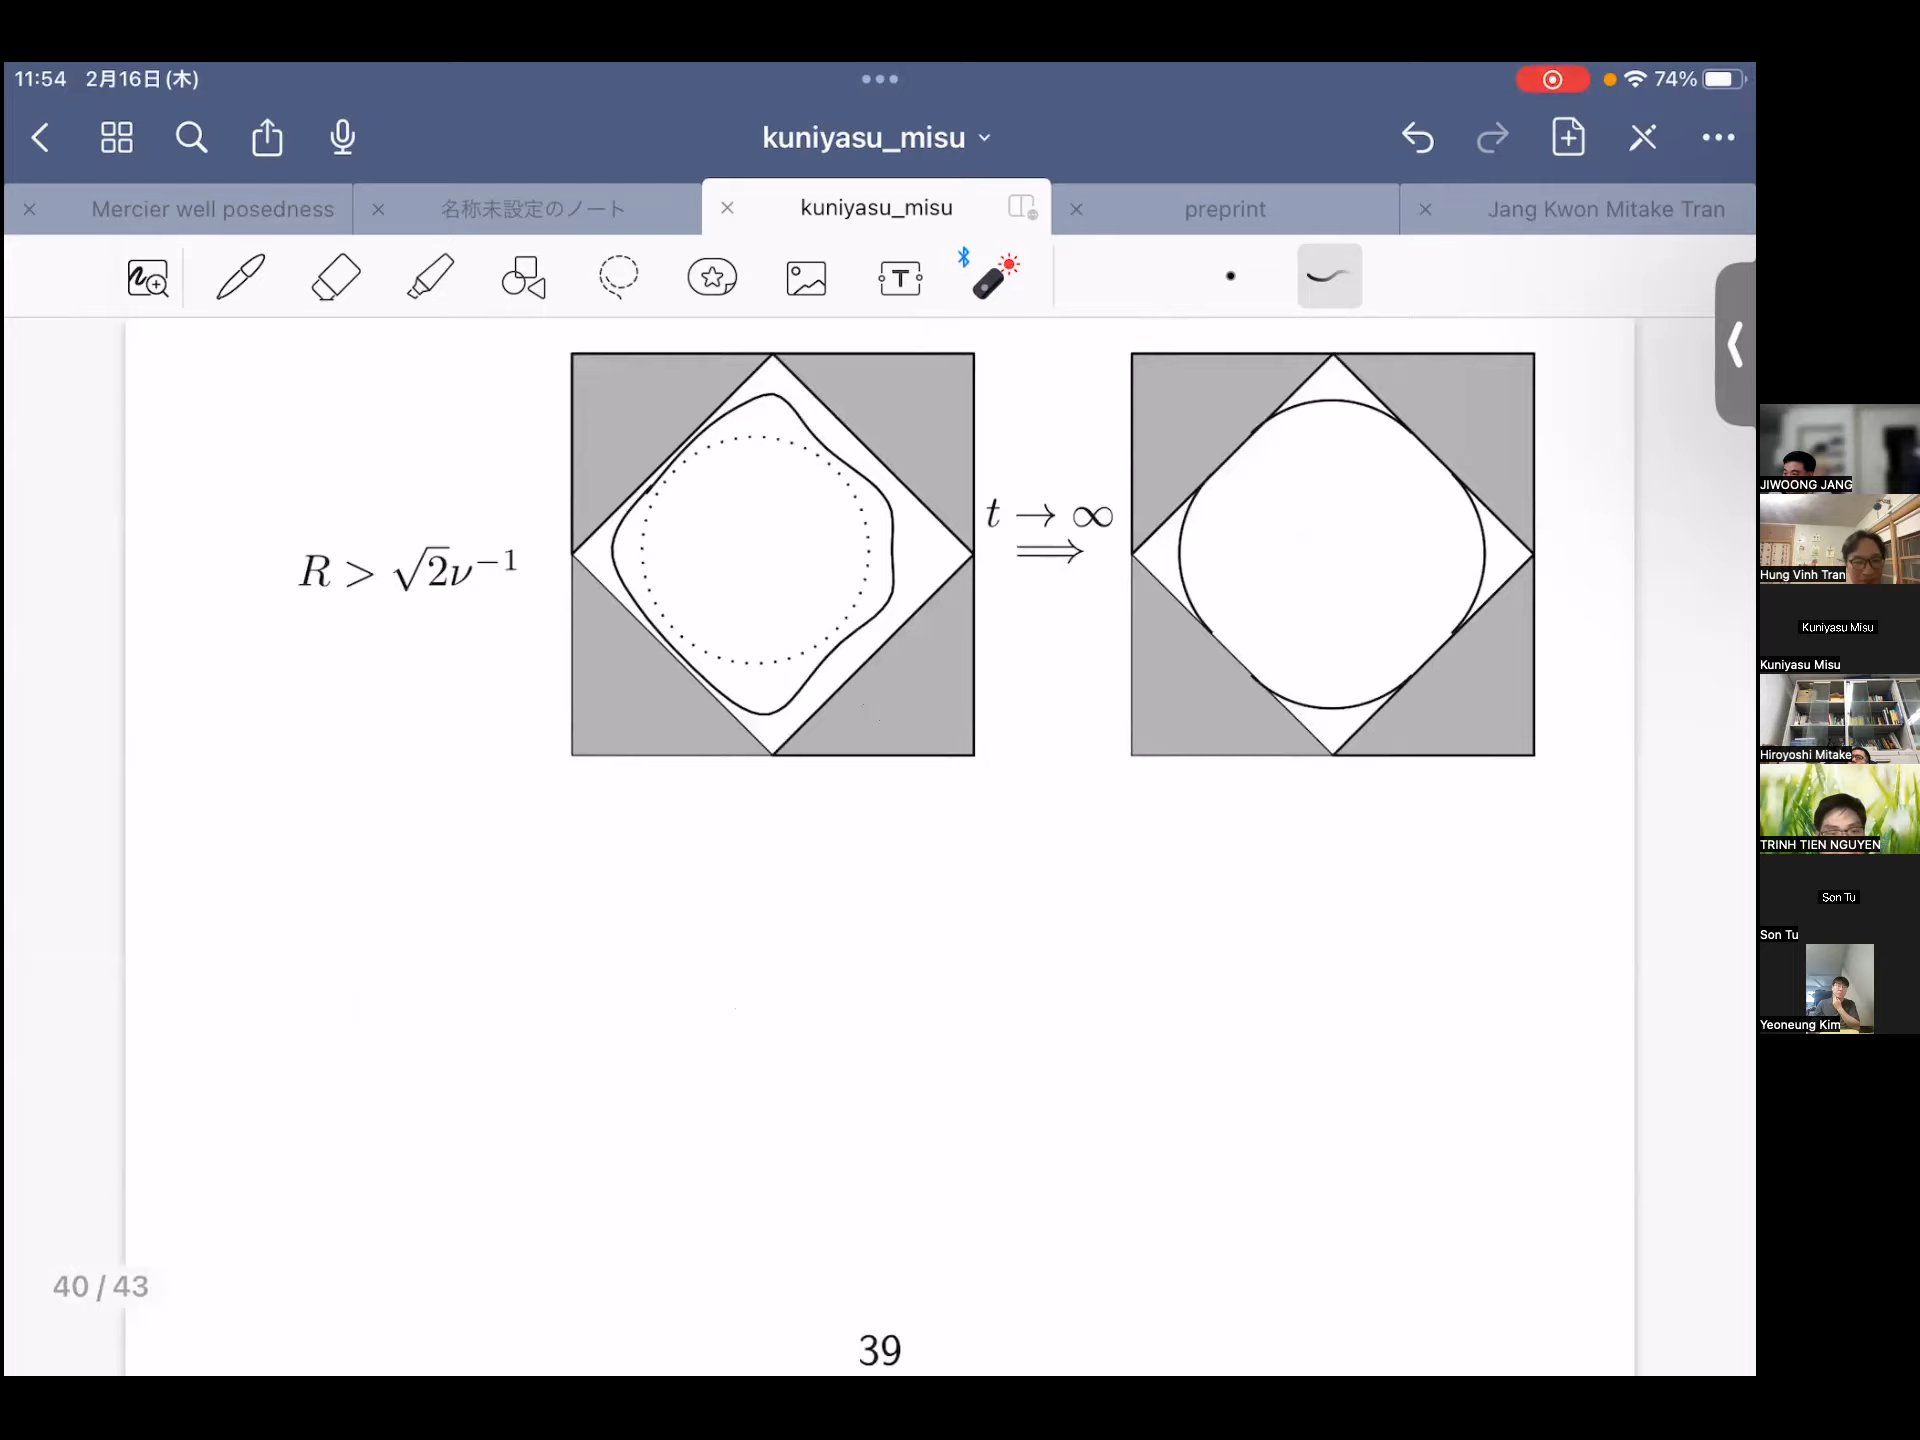 11:54 2月16日(木)
74%
kuniyasu_misu
Mercier well posedness
名称未設定のノート
kuniyasu_misu
preprint
Jang Kwon Mitake Tran
T
R > √2ν⁻¹
t → ∞
⟹
40 / 43
39
JIWOONG JANG
Hung Vinh Tran
Kuniyasu Misu
Kuniyasu Misu
Hiroyoshi Mitake
TRINH TIEN NGUYEN
Son Tu
Son Tu
Yeoneung Kim